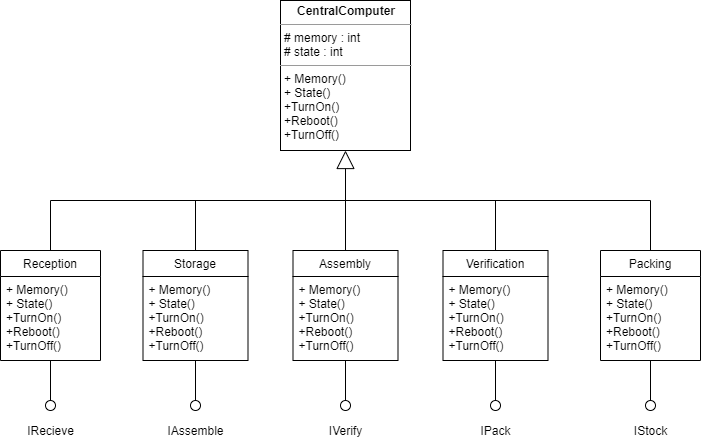 CentralComputer
# memory : int
# state : int
+ Memory()
+ State()
+TurnOn()
+Reboot()
+TurnOff()
Reception
+ Memory()
+ State()
+TurnOn()
+Reboot()
+TurnOff()
Storage
+ Memory()
+ State()
+TurnOn()
+Reboot()
+TurnOff()
Assembly
+ Memory()
+ State()
+TurnOn()
+Reboot()
+TurnOff()
Verification
+ Memory()
+ State()
+TurnOn()
+Reboot()
+TurnOff()
Packing
+ Memory()
+ State()
+TurnOn()
+Reboot()
+TurnOff()
IRecieve
IAssemble
IVerify
IPack
IStock